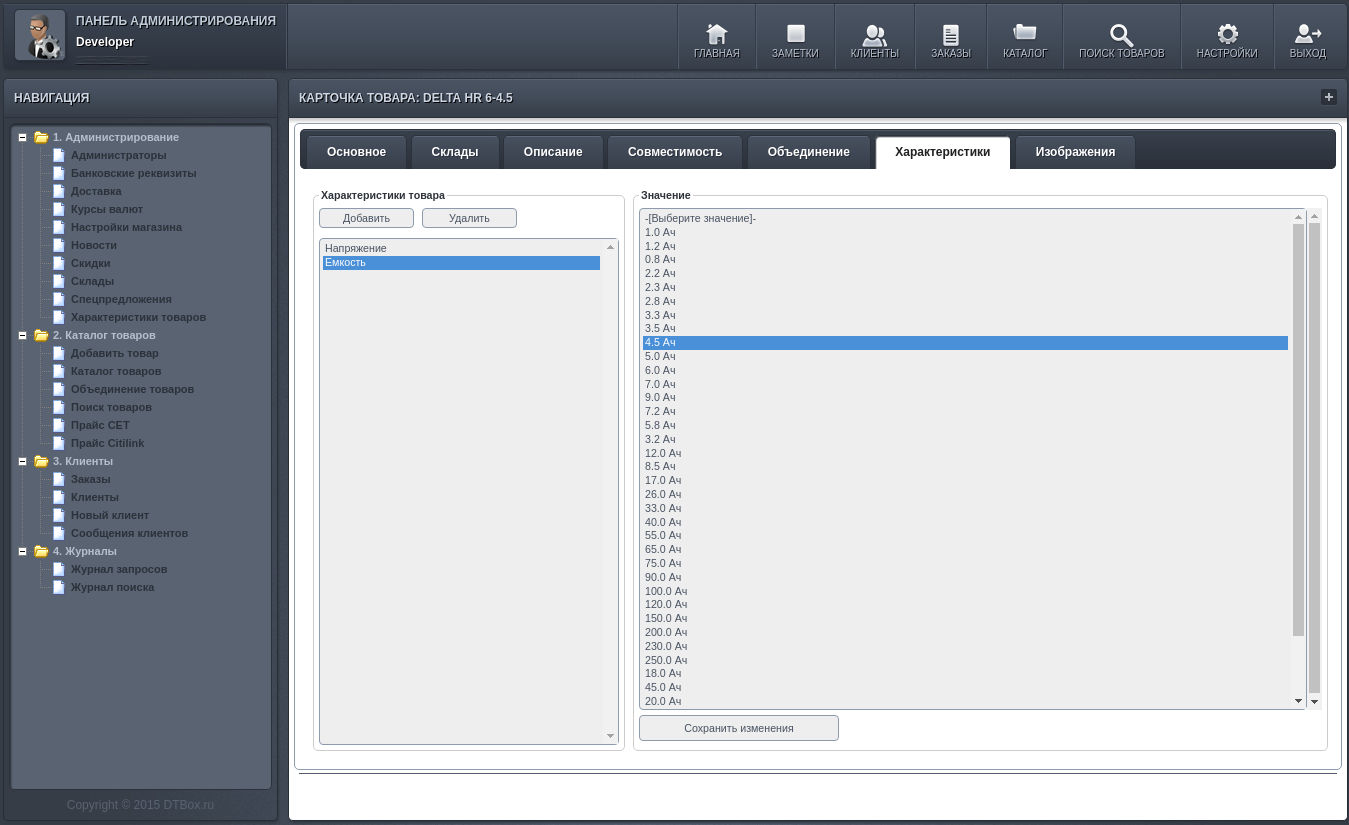 ПАНЕЛЬ АДМИНИСТРИРОВАНИЯ
Developer
ГЛАВНАЯ
ЗАМЕТКИ
КЛИЕНТЫ
ЗАКАЗЫ
КАТАЛОГ
ПОИСК ТОВАРОВ
НАСТРОЙКИ
ВЫХОД
НАВИГАЦИЯ
1. Администрирование
Администраторы
Банковские реквизиты
Доставка
Курсы валют
Настройки магазина
Новости
Скидки
Склады
Спецпредложения
Характеристики товаров
2. Каталог товаров
Добавить товар
Каталог товаров
Объединение товаров
Поиск товаров
Прайс CET
Прайс Citilink
3. Клиенты
Заказы
Клиенты
Новый клиент
Сообщения клиентов
4. Журналы
Журнал запросов
Журнал поиска
Copyright © 2015 DTBox.ru
КАРТОЧКА ТОВАРА: DELTA HR 6-4.5
Основное
Склады
Описание
Совместимость
Объединение
Характеристики
Изображения
Характеристики товара
Добавить
Удалить
Напряжение
Емкость
Значение
-[Выберите значение]-
1.0 Ач
1.2 Ач
0.8 Ач
2.2 Ач
2.3 Ач
2.8 Ач
3.3 Ач
3.5 Ач
4.5 Ач
5.0 Ач
6.0 Ач
7.0 Ач
9.0 Ач
7.2 Ач
5.8 Ач
3.2 Ач
12.0 Ач
8.5 Ач
17.0 Ач
26.0 Ач
33.0 Ач
40.0 Ач
55.0 Ач
65.0 Ач
75.0 Ач
90.0 Ач
100.0 Ач
120.0 Ач
150.0 Ач
200.0 Ач
230.0 Ач
250.0 Ач
18.0 Ач
45.0 Ач
20.0 Ач
Сохранить изменения